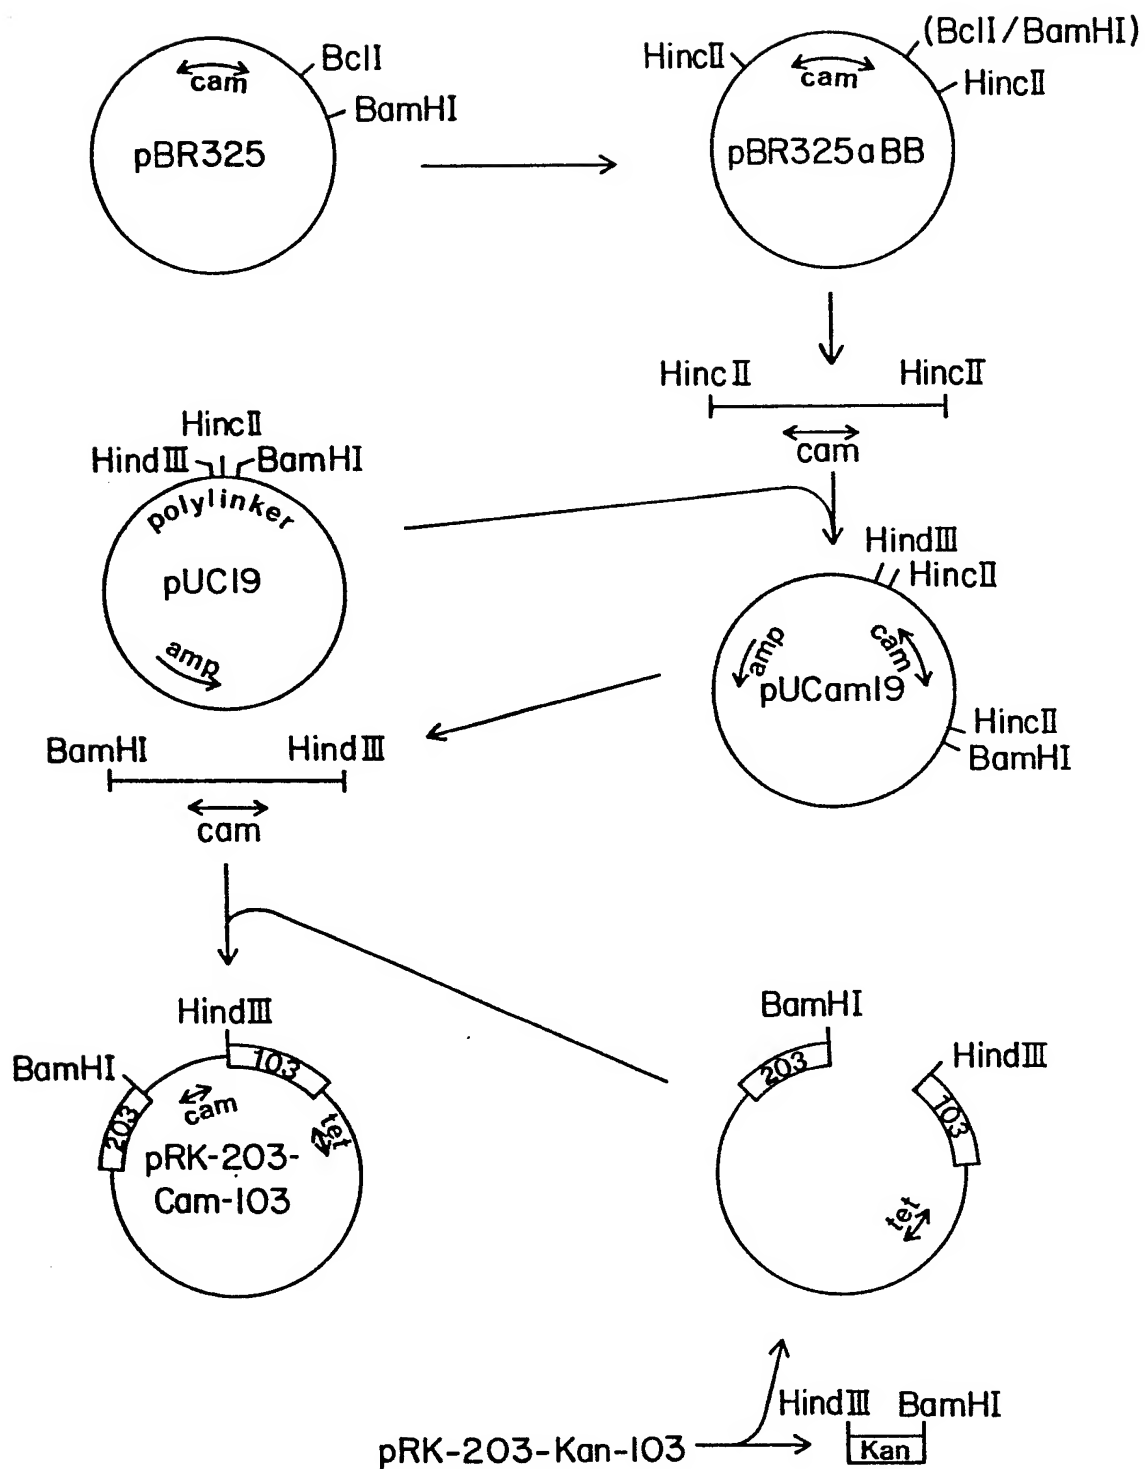 cam
BclI
BamHI
pBR325
HincII
cam
(BclI/BamHI)
HincII
pBR325aBB
HincII
HincII
cam
HincII
HindIII
BamHI
polylinker
pUC19
amp
HindIII
HincII
amp
cam
pUCam19
HincII
BamHI
BamHI
HindIII
cam
HindIII
BamHI
103
203
cam
tet
pRK-203-
Cam-103
BamHI
203
HindIII
103
tet
HindIII
BamHI
pRK-203-Kan-103
Kan